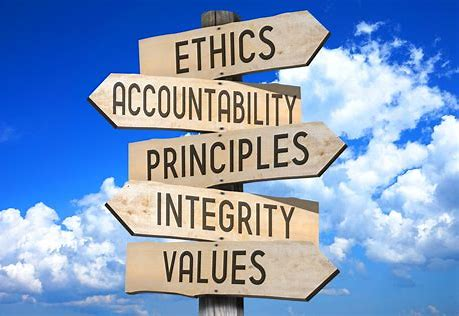 ETHICS
ACCOUNTABILITY
PRINCIPLES
INTEGRITY
VALUES